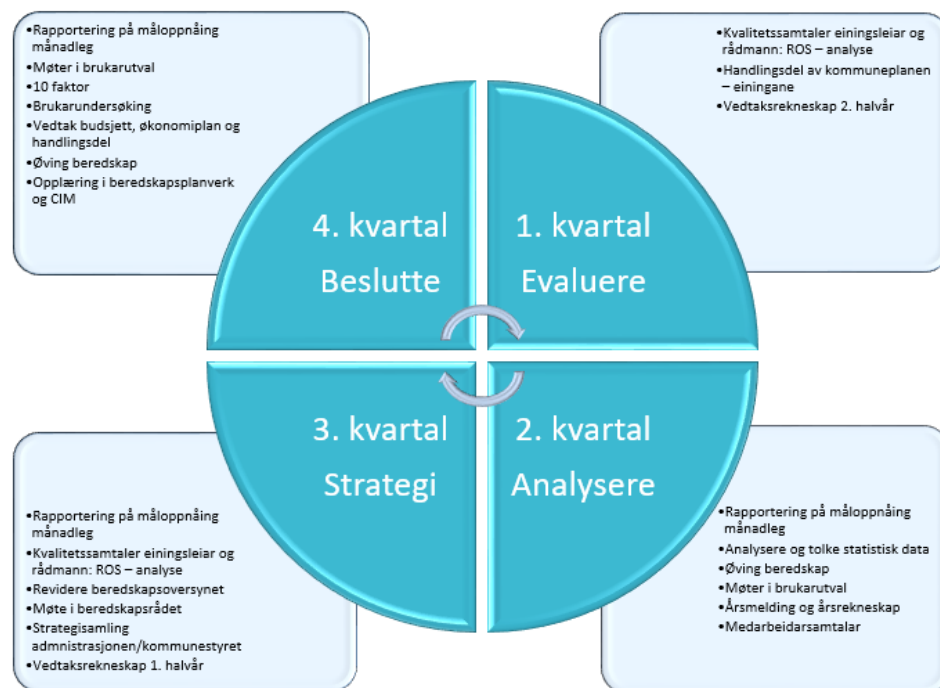 •Rapportering på måloppnåing
månadleg
•Møter i brukarutval
•10 faktor
•Brukarundersøking
•Vedtak budsjett, økonomiplan og
handlingsdel
•Øving beredskap
•Opplæring i beredskapsplanverk
og CIM
•Kvalitetssamtaler einingsleiar og
rådmann: ROS – analyse
•Handlingsdel av kommuneplanen
– einingane
•Vedtaksrekneskap 2. halvår
4. kvartal
Beslutte
1. kvartal
Evaluere
3. kvartal
Strategi
2. kvartal
Analysere
•Rapportering på måloppnåing
månadleg
•Kvalitetssamtaler einingsleiar og
rådmann: ROS – analyse
•Revidere beredskapsoversynet
•Møte i beredskapsrådet
•Strategisamling
admnistrasjonen/kommunestyret
•Vedtaksrekneskap 1. halvår
•Rapportering på måloppnåing
månadleg
•Analysere og tolke statistisk data
•Øving beredskap
•Møter i brukarutval
•Årsmelding og årsrekneskap
•Medarbeidarsamtalar